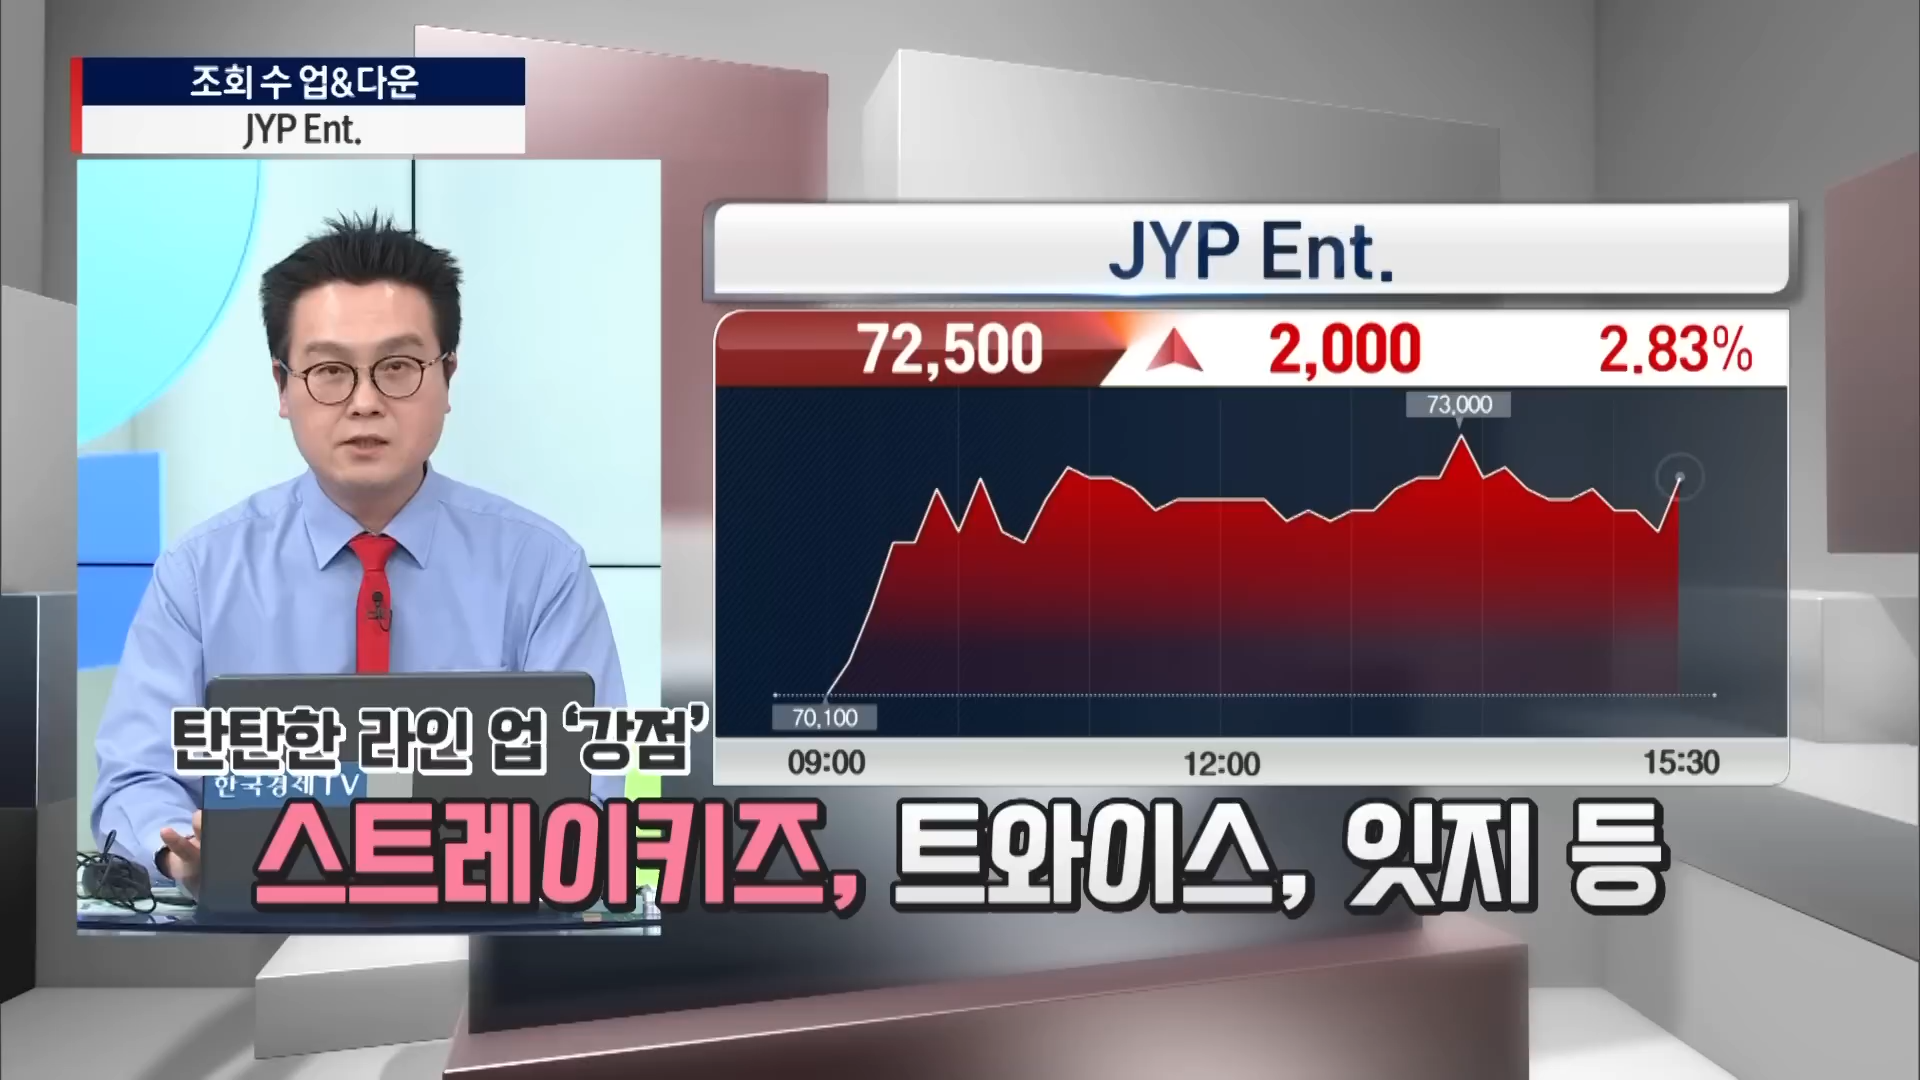 조회 수 업&다운
JYP Ent.
JYP Ent.
72,500 2,000 2.83%
73,000
70,100
09:00 12:00 15:30
탄탄한 라인 업 ‘강점’
한국경제TV
스트레이키즈, 트와이스, 잇지 등